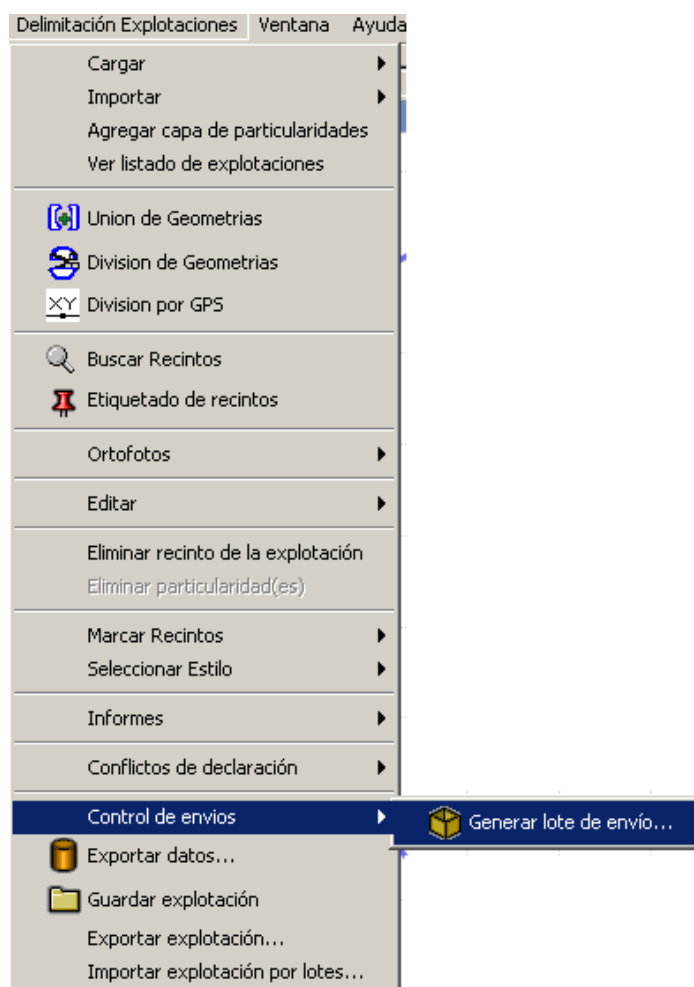 Delimitación Explotaciones Ventana Ayuda
Cargar
Importar
Agregar capa de particularidades
Ver listado de explotaciones
Union de Geometrias
Division de Geometrias
XY Division por GPS
Buscar Recintos
Etiquetado de recintos
Ortofotos
Editar
Eliminar recinto de la explotación
Eliminar particularidad(es)
Marcar Recintos
Seleccionar Estilo
Informes
Conflictos de declaración
Control de envios
Generar lote de envío...
Exportar datos...
Guardar explotación
Exportar explotación...
Importar explotación por lotes...